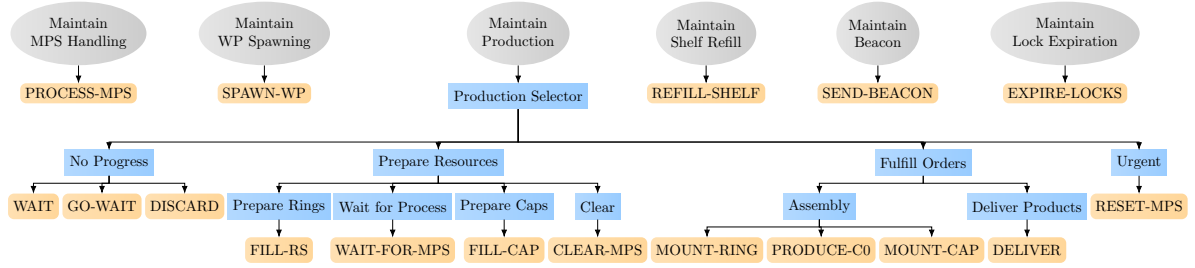 Maintain
MPS Handling
Maintain
WP Spawning
Maintain
Production
Maintain
Shelf Refill
Maintain
Beacon
Maintain
Lock Expiration
PROCESS-MPS
SPAWN-WP
Production Selector
REFILL-SHELF
SEND-BEACON
EXPIRE-LOCKS
No Progress
Prepare Resources
Fulfill Orders
Urgent
WAIT
GO-WAIT
DISCARD
Prepare Rings
Wait for Process
Prepare Caps
Clear
Assembly
Deliver Products
RESET-MPS
FILL-RS
WAIT-FOR-MPS
FILL-CAP
CLEAR-MPS
MOUNT-RING
PRODUCE-C0
MOUNT-CAP
DELIVER